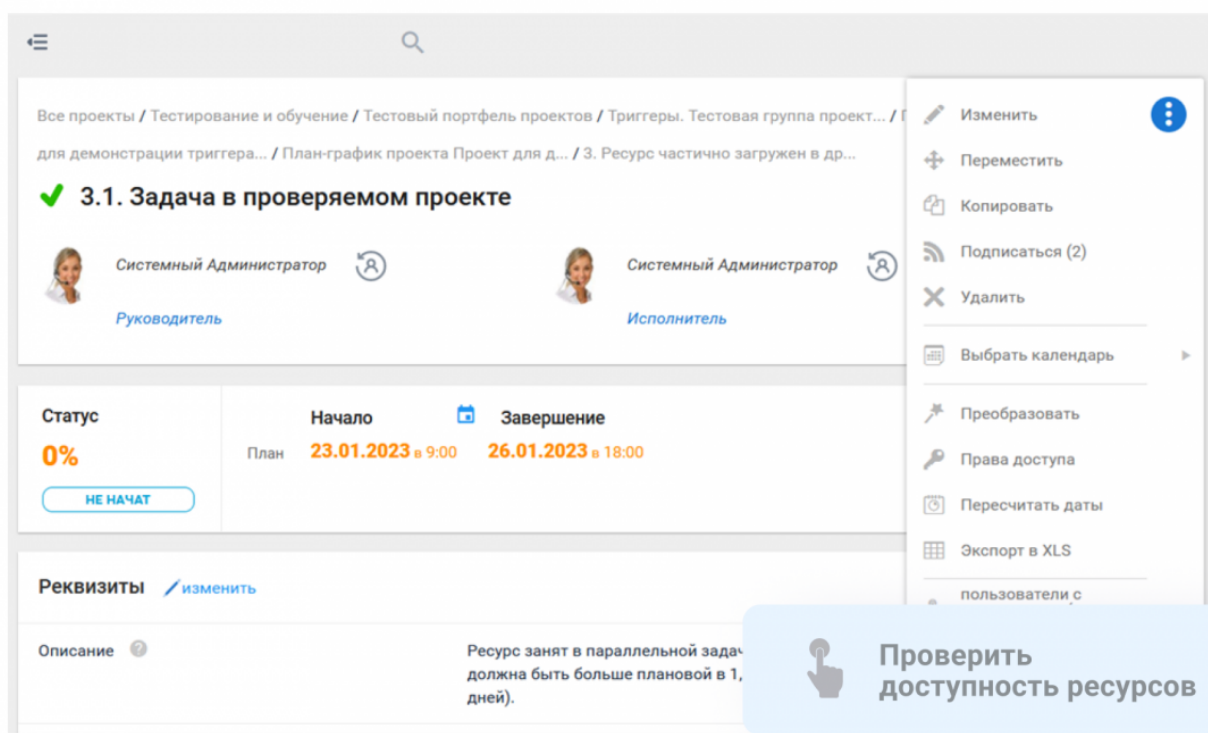 Все проекты / Тестирование и обучение / Тестовый портфель проектов / Триггеры. Тестовая группа проект... /
для демонстрации триггера... / План-график проекта Проект для д... / 3. Ресурс частично загружен в др...
3.1. Задача в проверяемом проекте
Системный Администратор
Руководитель
Системный Администратор
Исполнитель
Статус
0%
НЕ НАЧАТ
Начало
Завершение
План
23.01.2023 в 9:00
26.01.2023 в 18:00
Реквизиты
изменить
Описание
Ресурс занят в параллельной задач
должна быть больше плановой в 1,
дней).
Изменить
Переместить
Копировать
Подписаться (2)
Удалить
Выбрать календарь
Преобразовать
Права доступа
Пересчитать даты
Экспорт в XLS
пользователи с
Проверить
доступность ресурсов